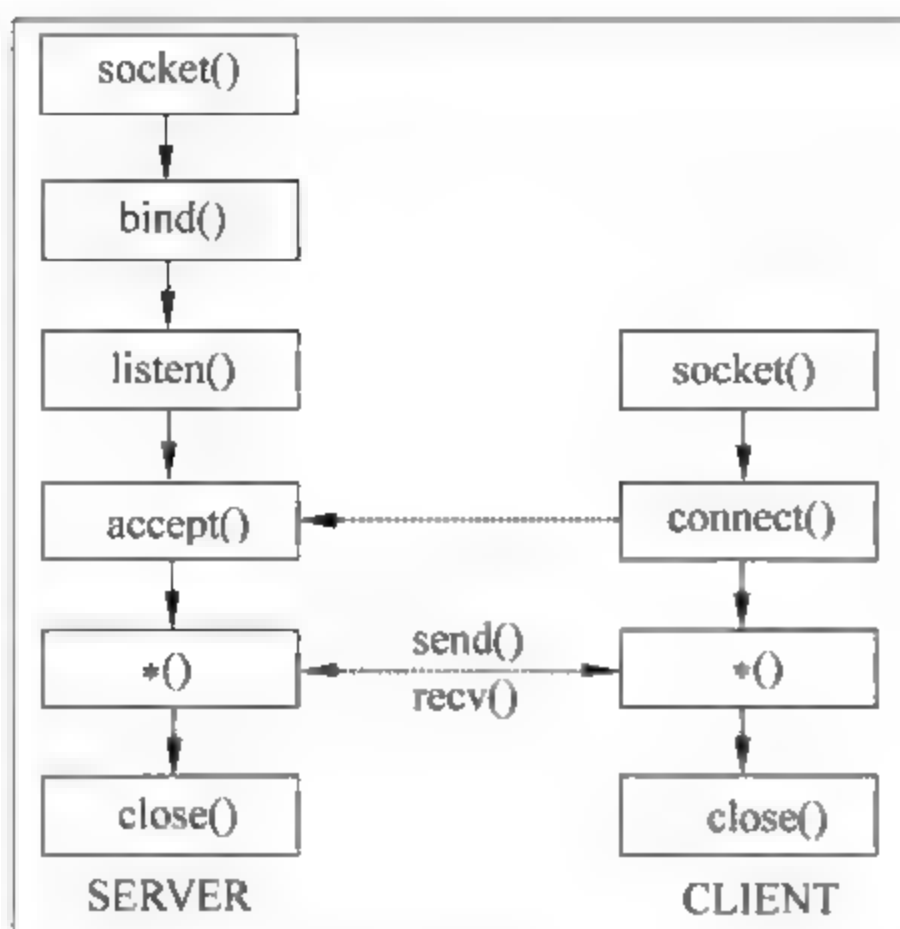 socket()
bind()
listen()
socket()
accept()
connect()
*()
send()
recv()
*()
close()
close()
SERVER
CLIENT